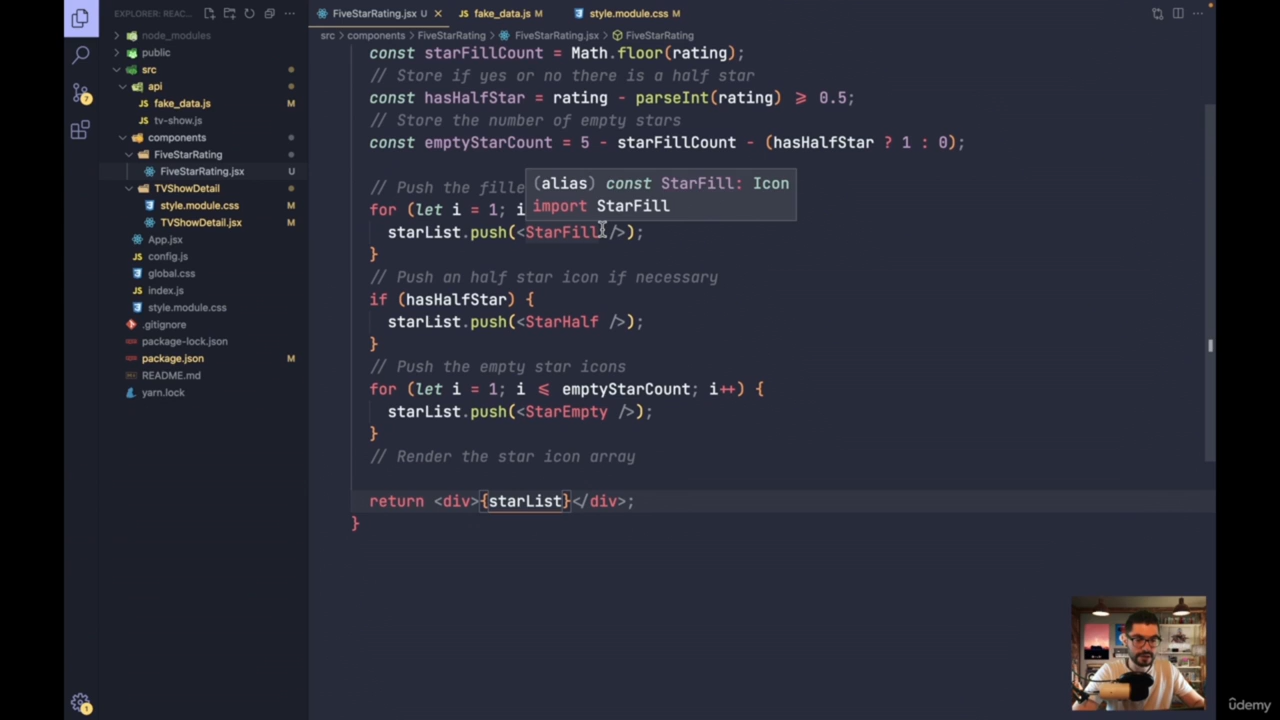 EXPLORER: REAC...
node_modules
public
src
api
fake_data.js M
tv-show.js
components
FiveStarRating
FiveStarRating.jsx U
TVShowDetail
style.module.css M
TVShowDetail.jsx M
App.jsx
config.js
global.css
index.js
style.module.css
.gitignore
package-lock.json
package.json M
README.md
yarn.lock
7
1
FiveStarRating.jsx U
fake_data.js M
style.module.css M
src > components > FiveStarRating > FiveStarRating.jsx > FiveStarRating
const starFillCount = Math.floor(rating);
// Store if yes or no there is a half star
const hasHalfStar = rating - parseInt(rating) ⩾ 0.5;
// Store the number of empty stars
const emptyStarCount = 5 - starFillCount - (hasHalfStar ? 1 : 0);
(alias) const StarFill: Icon
import StarFill
// Push the fille
for (let i = 1; i
starList.push(<StarFill />);
}
// Push an half star icon if necessary
if (hasHalfStar) {
starList.push(<StarHalf />);
}
// Push the empty star icons
for (let i = 1; i ⩽ emptyStarCount; i++) {
starList.push(<StarEmpty />);
}
// Render the star icon array
return <div>{starList}</div>;
}
ûdemy